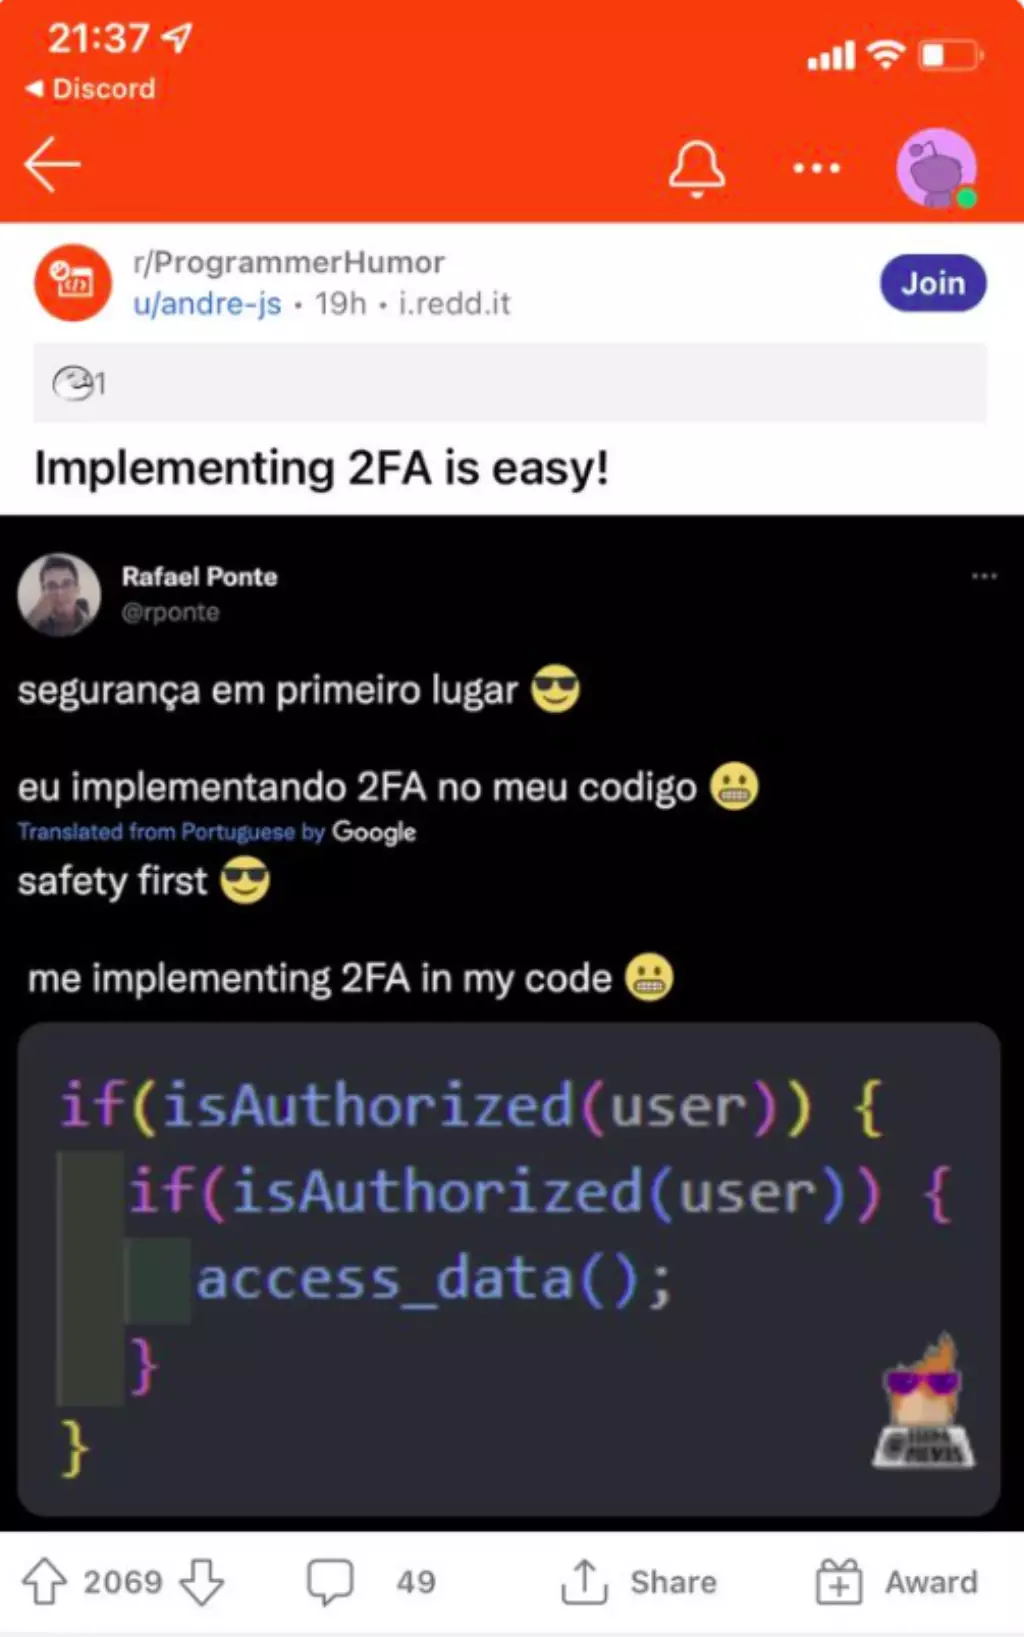 21:37
Discord
r/ProgrammerHumor
u/andre-js • 19h • i.redd.it
Join
1
Implementing 2FA is easy!
Rafael Ponte
@rponte
segurança em primeiro lugar 😎
eu implementando 2FA no meu codigo 😬
Translated from Portuguese by Google
safety first 😎
me implementing 2FA in my code 😬
if(isAuthorized(user)) {
if(isAuthorized(user)) {
access_data();
}
}
2069
49
Share
Award